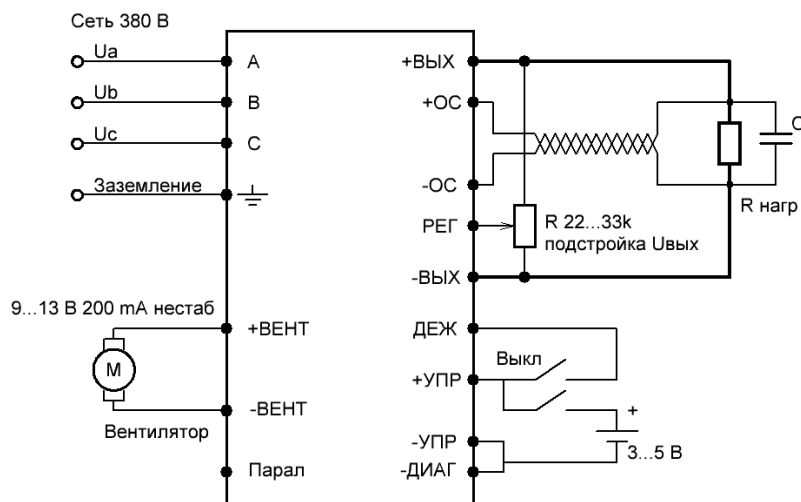 Сеть 380 В
Ua
A
+ВЫХ
+ОС
Ub
B
C
Uc
C
-ОС
Заземление
R нагр
РЕГ
R 22...33k
подстройка Uвых
-ВЫХ
9...13 В 200 mA нестаб
+ВЕНТ
ДЕЖ
M
Выкл
+УПР
+
-ВЕНТ
Вентилятор
-УПР
3...5 В
Парал
-ДИАГ